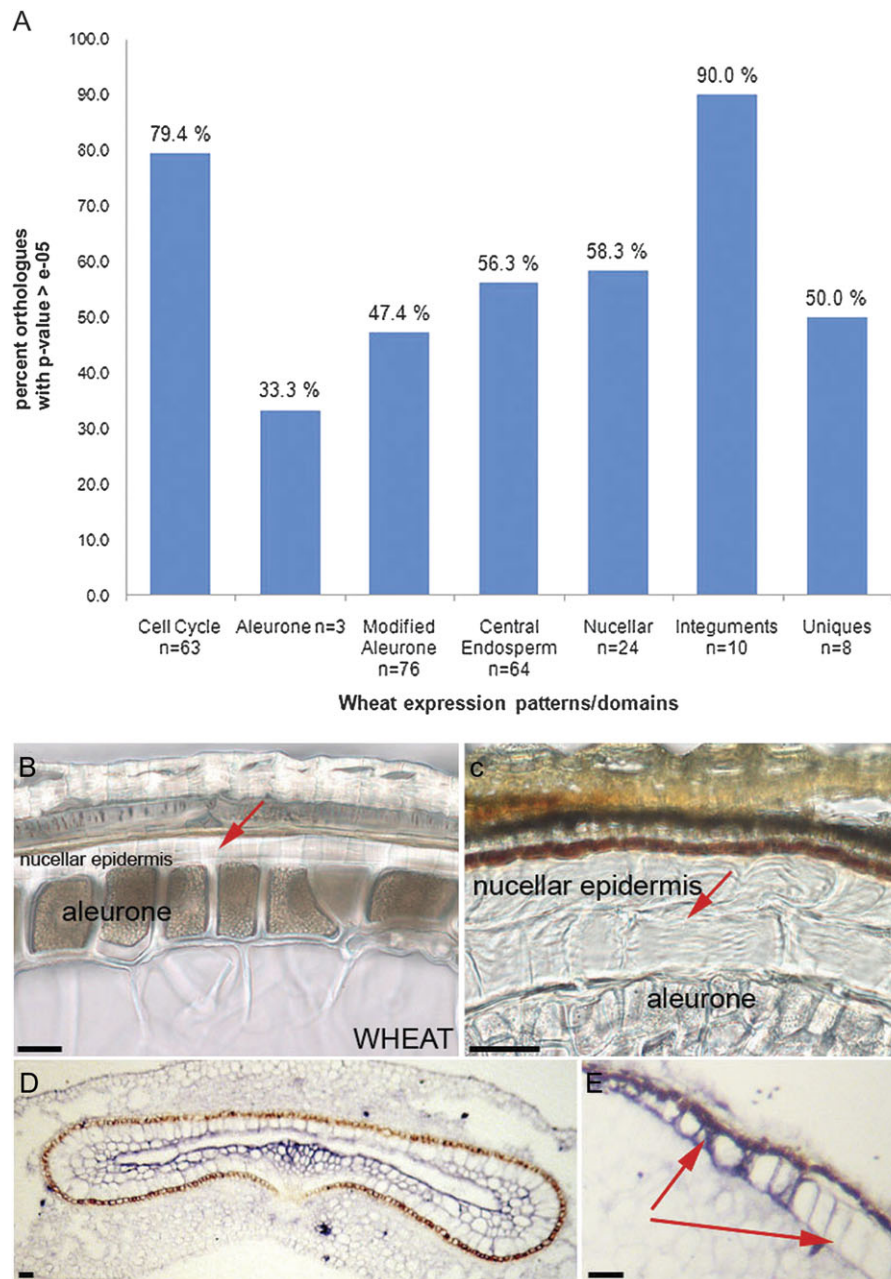 A
100.0
90.0
80.0
70.0
60.0
50.0
40.0
30.0
20.0
10.0
0.0
percent orthologues
with p-value > e-05
79.4 %
33.3 %
47.4 %
56.3 %
58.3 %
90.0 %
50.0 %
Cell Cycle
n=63
Aleurone n=3
Modified
Aleurone
n=76
Central
Endosperm
n=64
Nucellar
n=24
Integuments
n=10
Uniques
n=8
Wheat expression patterns/domains
B
nucellar epidermis
aleurone
WHEAT
c
nucellar epidermis
aleurone
D
E